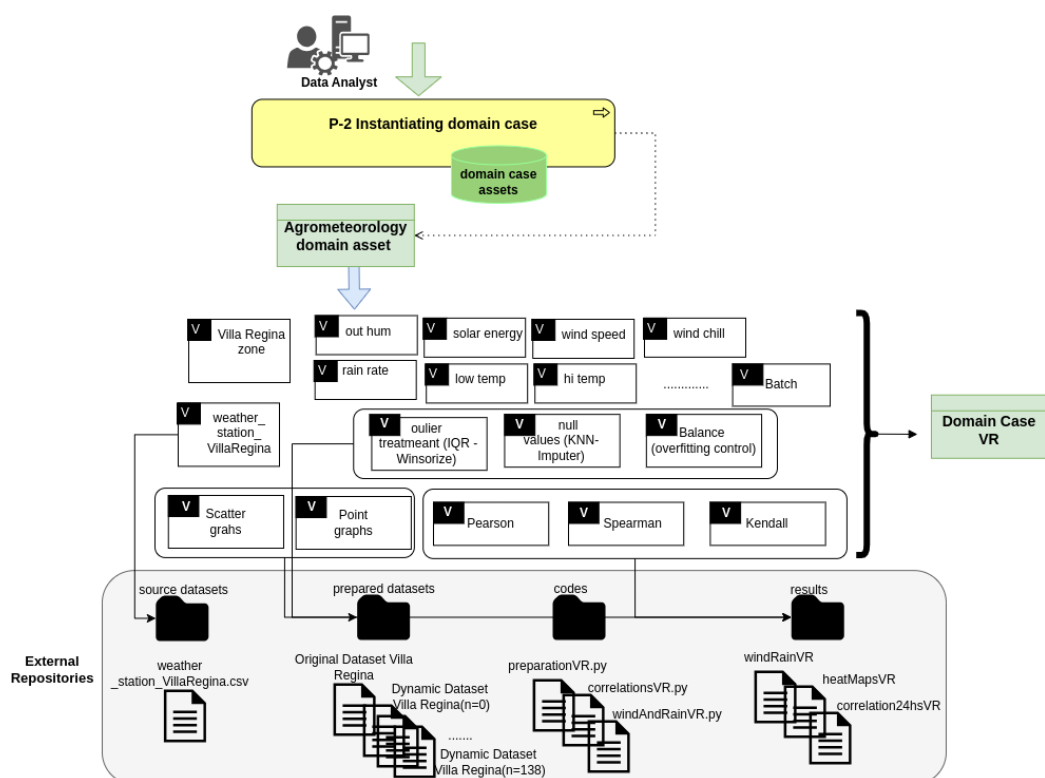 Data Analyst
P-2 Instantiating domain case
domain case
assets
Agrometeorology
domain asset
V
Villa Regina
zone
V
out hum
V
solar energy
V
wind speed
V
wind chill
V
rain rate
V
low temp
V
hi temp
.............
V
Batch
V
weather_
station_
VillaRegina
V
oulier
treatmeant (IQR -
Winsorize)
V
null
values (KNN-
Imputer)
V
Balance
(overfitting control)
Domain Case
VR
V
Scatter
grahs
V
Point
graphs
V
Pearson
V
Spearman
V
Kendall
External
Repositories
source datasets
prepared datasets
codes
results
weather
_station_VillaRegina.csv
Original Dataset Villa
Regina
Dynamic Dataset
Villa Regina(n=0)
.......
Dynamic Dataset
Villa Regina(n=138)
preparationVR.py
correlationsVR.py
windAndRainVR.py
windRainVR
heatMapsVR
correlation24hsVR